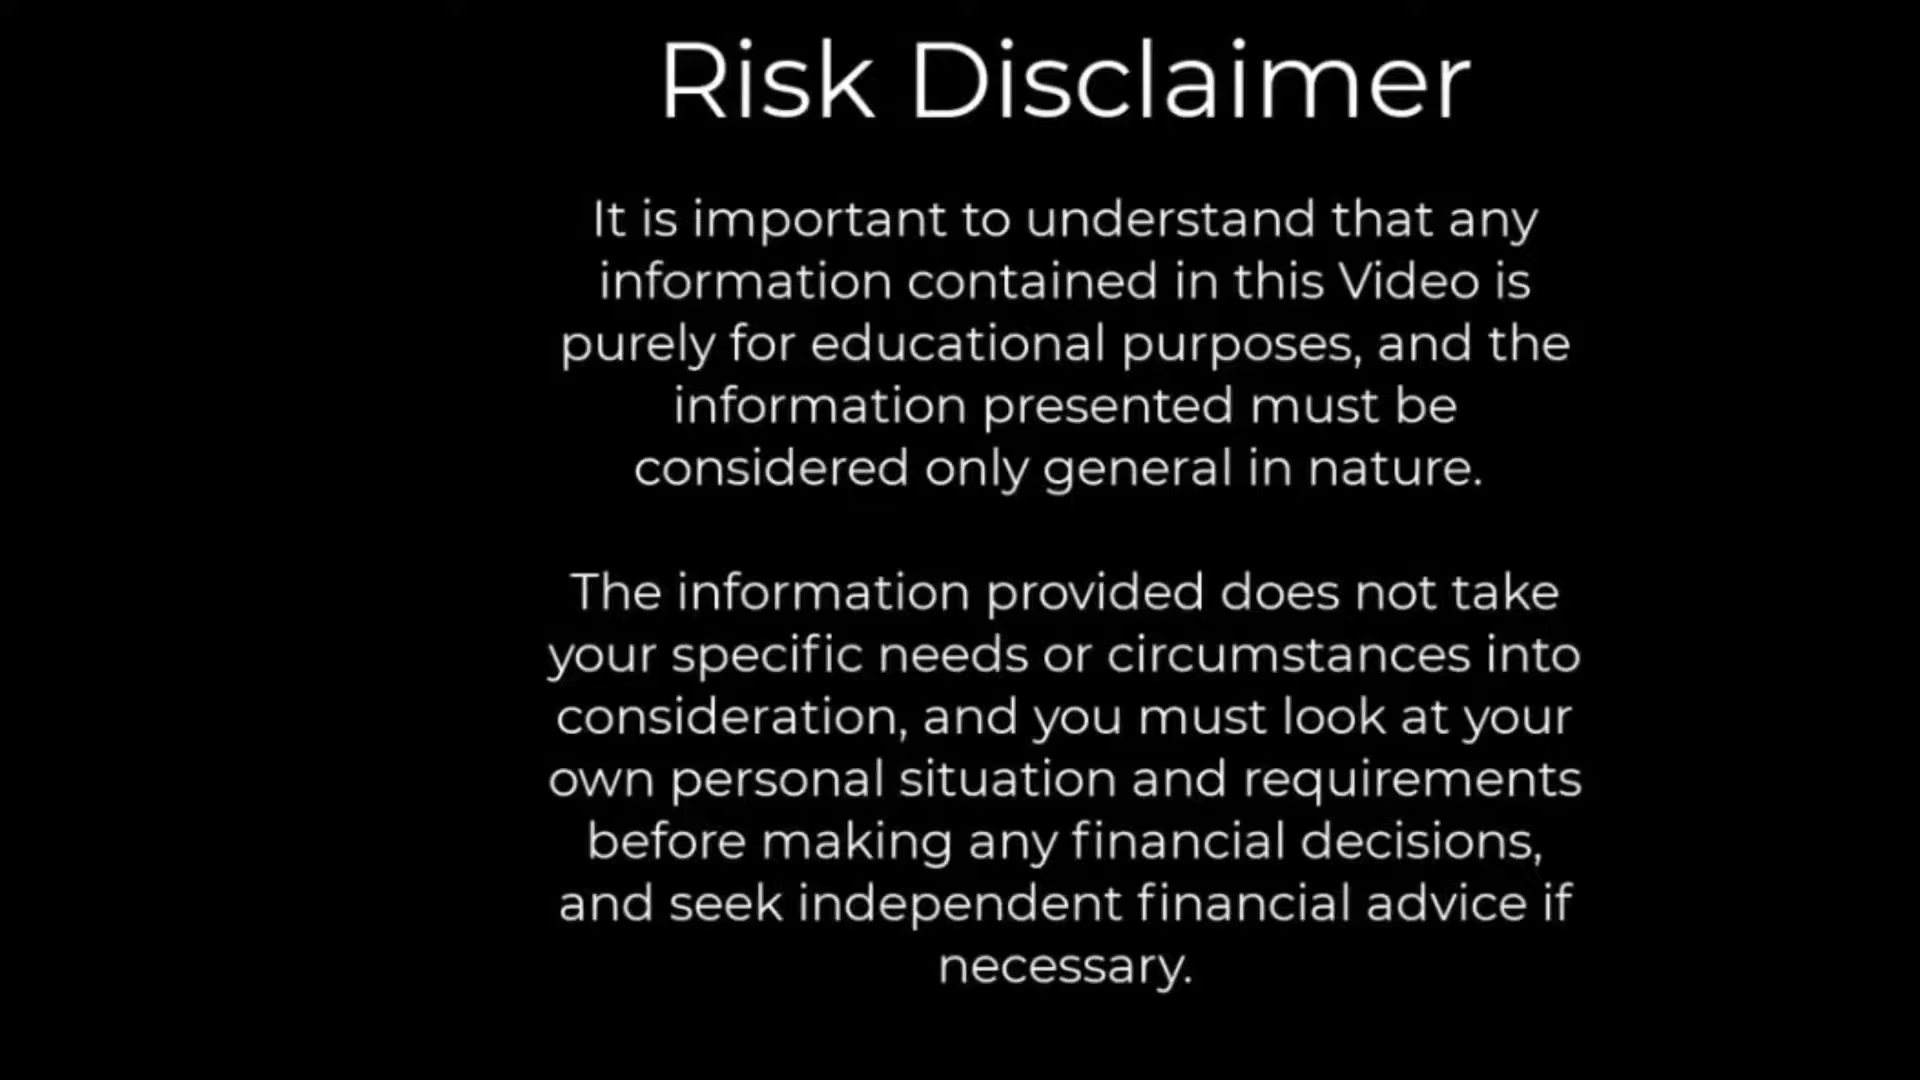 Risk Disclaimer
It is important to understand that any
information contained in this Video is
purely for educational purposes, and the
information presented must be
considered only general in nature.
The information provided does not take
your specific needs or circumstances into
consideration, and you must look at your
own personal situation and requirements
before making any financial decisions,
and seek independent financial advice if
necessary.